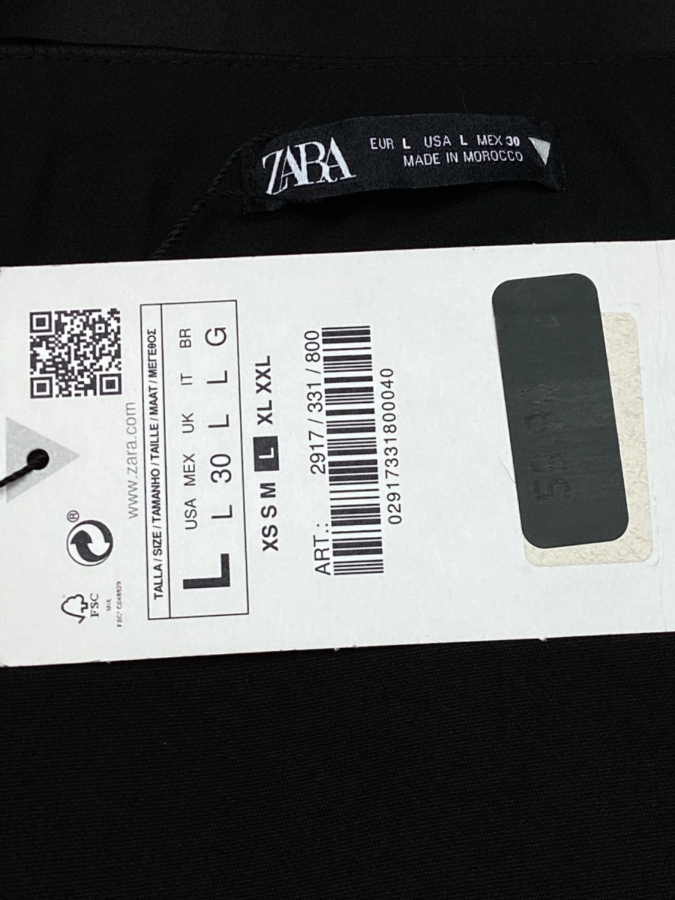 ZARA
EUR L USA L MEX 30
MADE IN MOROCCO
www.zara.com
TALLA/SIZE/TAMANHO/TAILLE/MAAT/ΜΕΓΕΘΟΣ
USA MEX UK IT BR
L L 30 L L G
XS S M L XL XXL
ART.: 2917/331/800
02917331800040
®
FSC
MIX